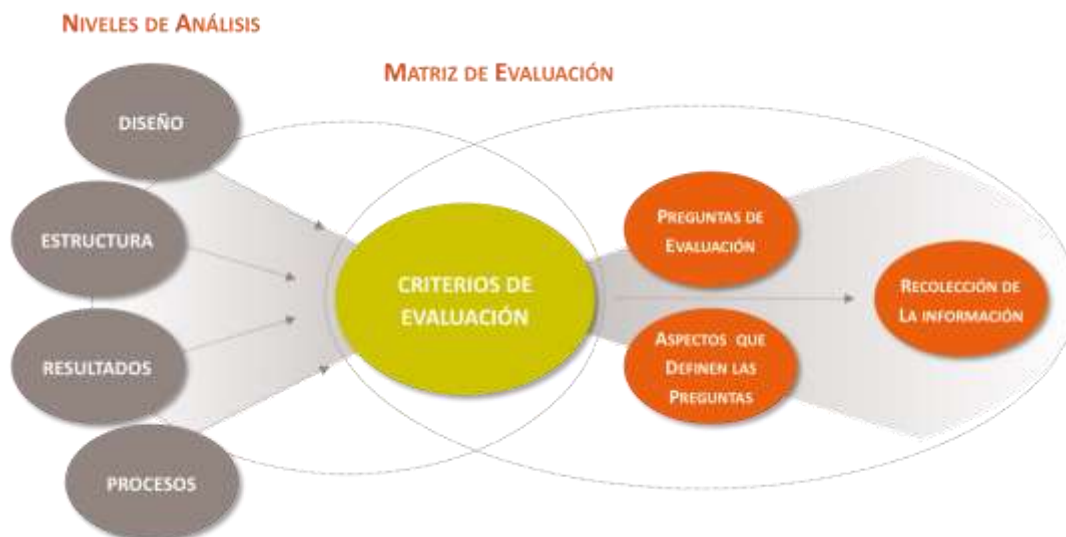 Niveles de Análisis
Matriz de Evaluación
DISEÑO
ESTRUCTURA
RESULTADOS
PROCESOS
CRITERIOS DE
EVALUACIÓN
Preguntas de
Evaluación
Aspectos que
Definen las
Preguntas
Recolección de
La información